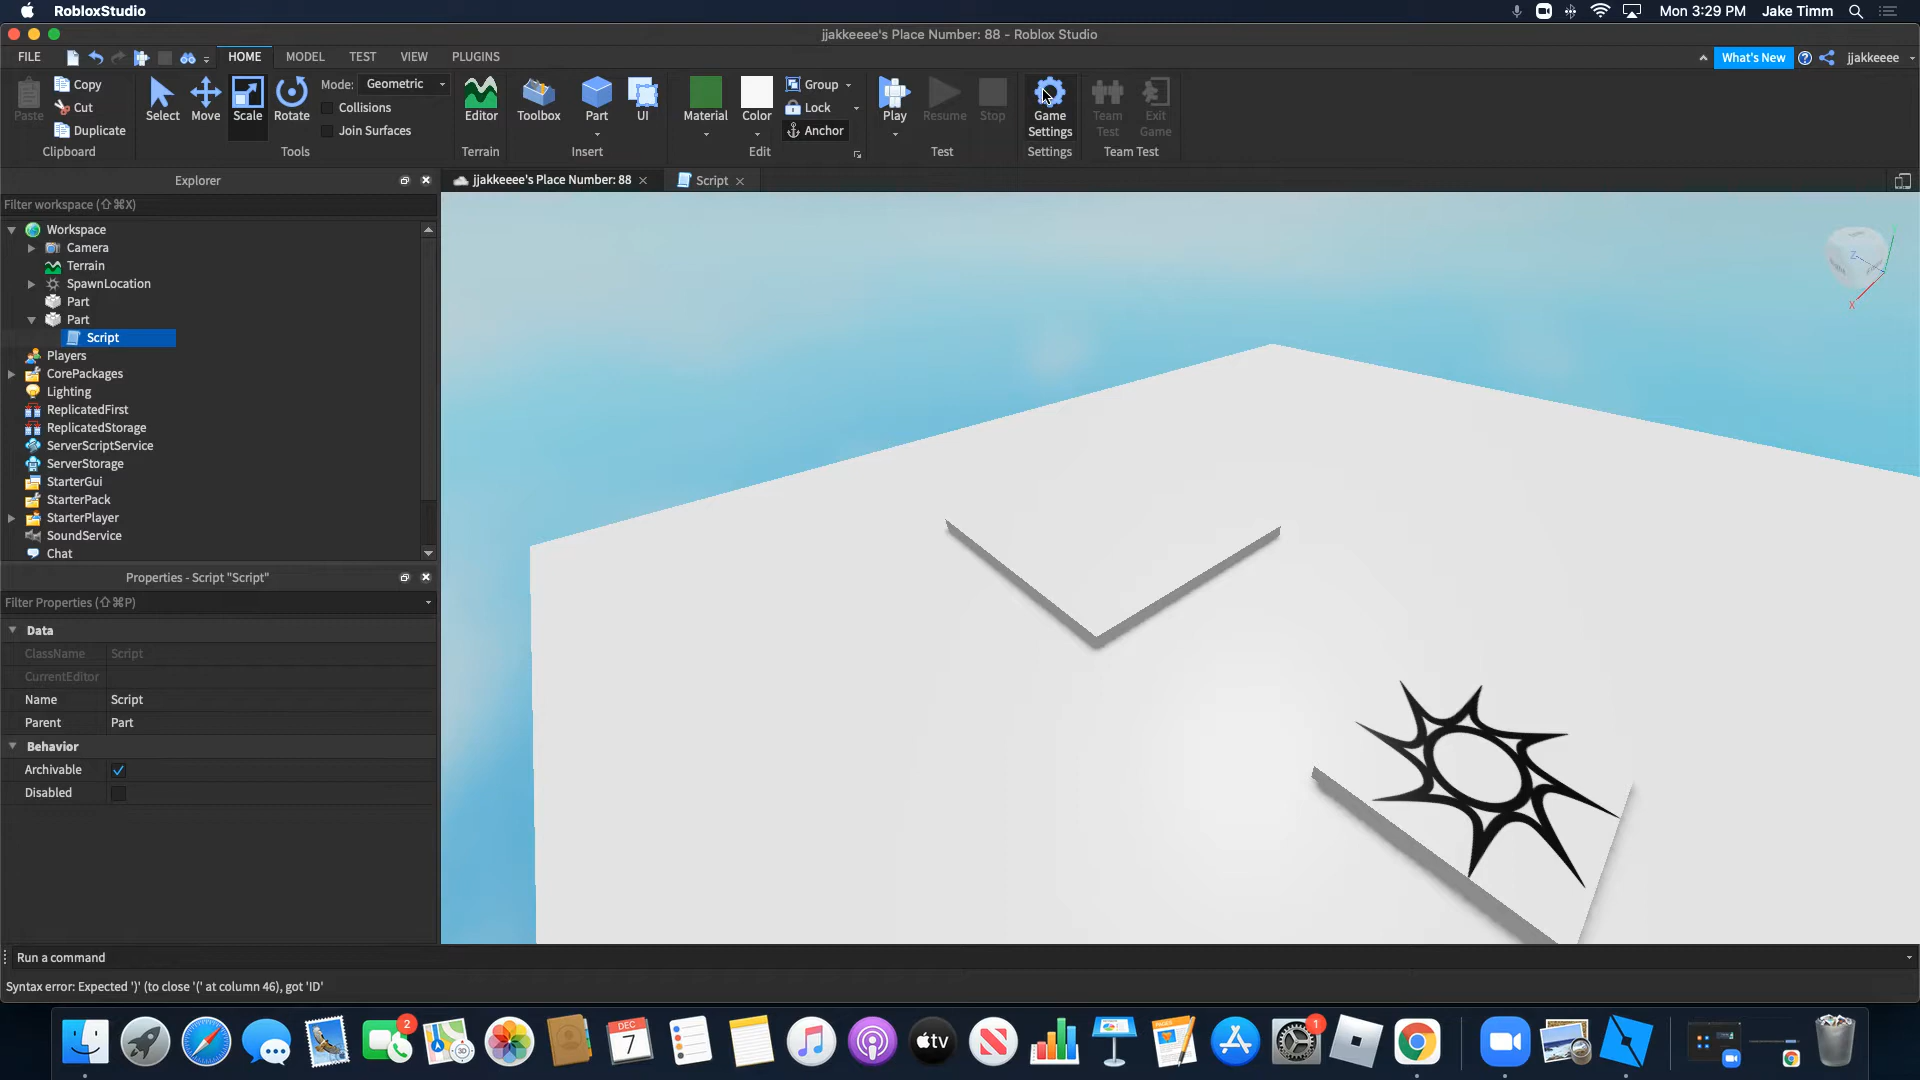 RobloxStudio
Mon 3:29 PM Jake Timm
jjakkeeee's Place Number: 88 - Roblox Studio
FILE HOME MODEL TEST VIEW PLUGINS What's New jjakkeeee
Copy Mode: Geometric Group
Cut Collisions Lock
Paste Duplicate Select Move Scale Rotate Join Surfaces Editor Toolbox Part UI Material Color Anchor Play Resume Stop Game Settings Team Test Exit Game
Clipboard Tools Terrain Insert Edit Test Settings Team Test
Explorer
jjakkeeee's Place Number: 88 Script
Filter workspace (⇧⌘X)
Workspace
Camera
Terrain
SpawnLocation
Part
Part
Script
Players
CorePackages
Lighting
ReplicatedFirst
ReplicatedStorage
ServerScriptService
ServerStorage
StarterGui
StarterPack
StarterPlayer
SoundService
Chat
Properties - Script "Script"
Filter Properties (⇧⌘P)
Data
ClassName Script
CurrentEditor
Name Script
Parent Part
Behavior
Archivable
Disabled
Z
X
Run a command
Syntax error: Expected ')' (to close '(' at column 46), got 'ID'
2
DEC
7
3D
tv
1